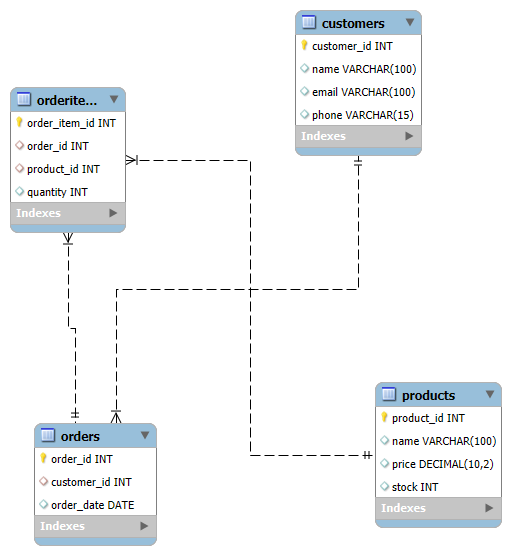 customers
customer_id INT
name VARCHAR(100)
email VARCHAR(100)
phone VARCHAR(15)
Indexes
orderite...
order_item_id INT
order_id INT
product_id INT
quantity INT
Indexes
products
product_id INT
name VARCHAR(100)
price DECIMAL(10,2)
stock INT
Indexes
orders
order_id INT
customer_id INT
order_date DATE
Indexes